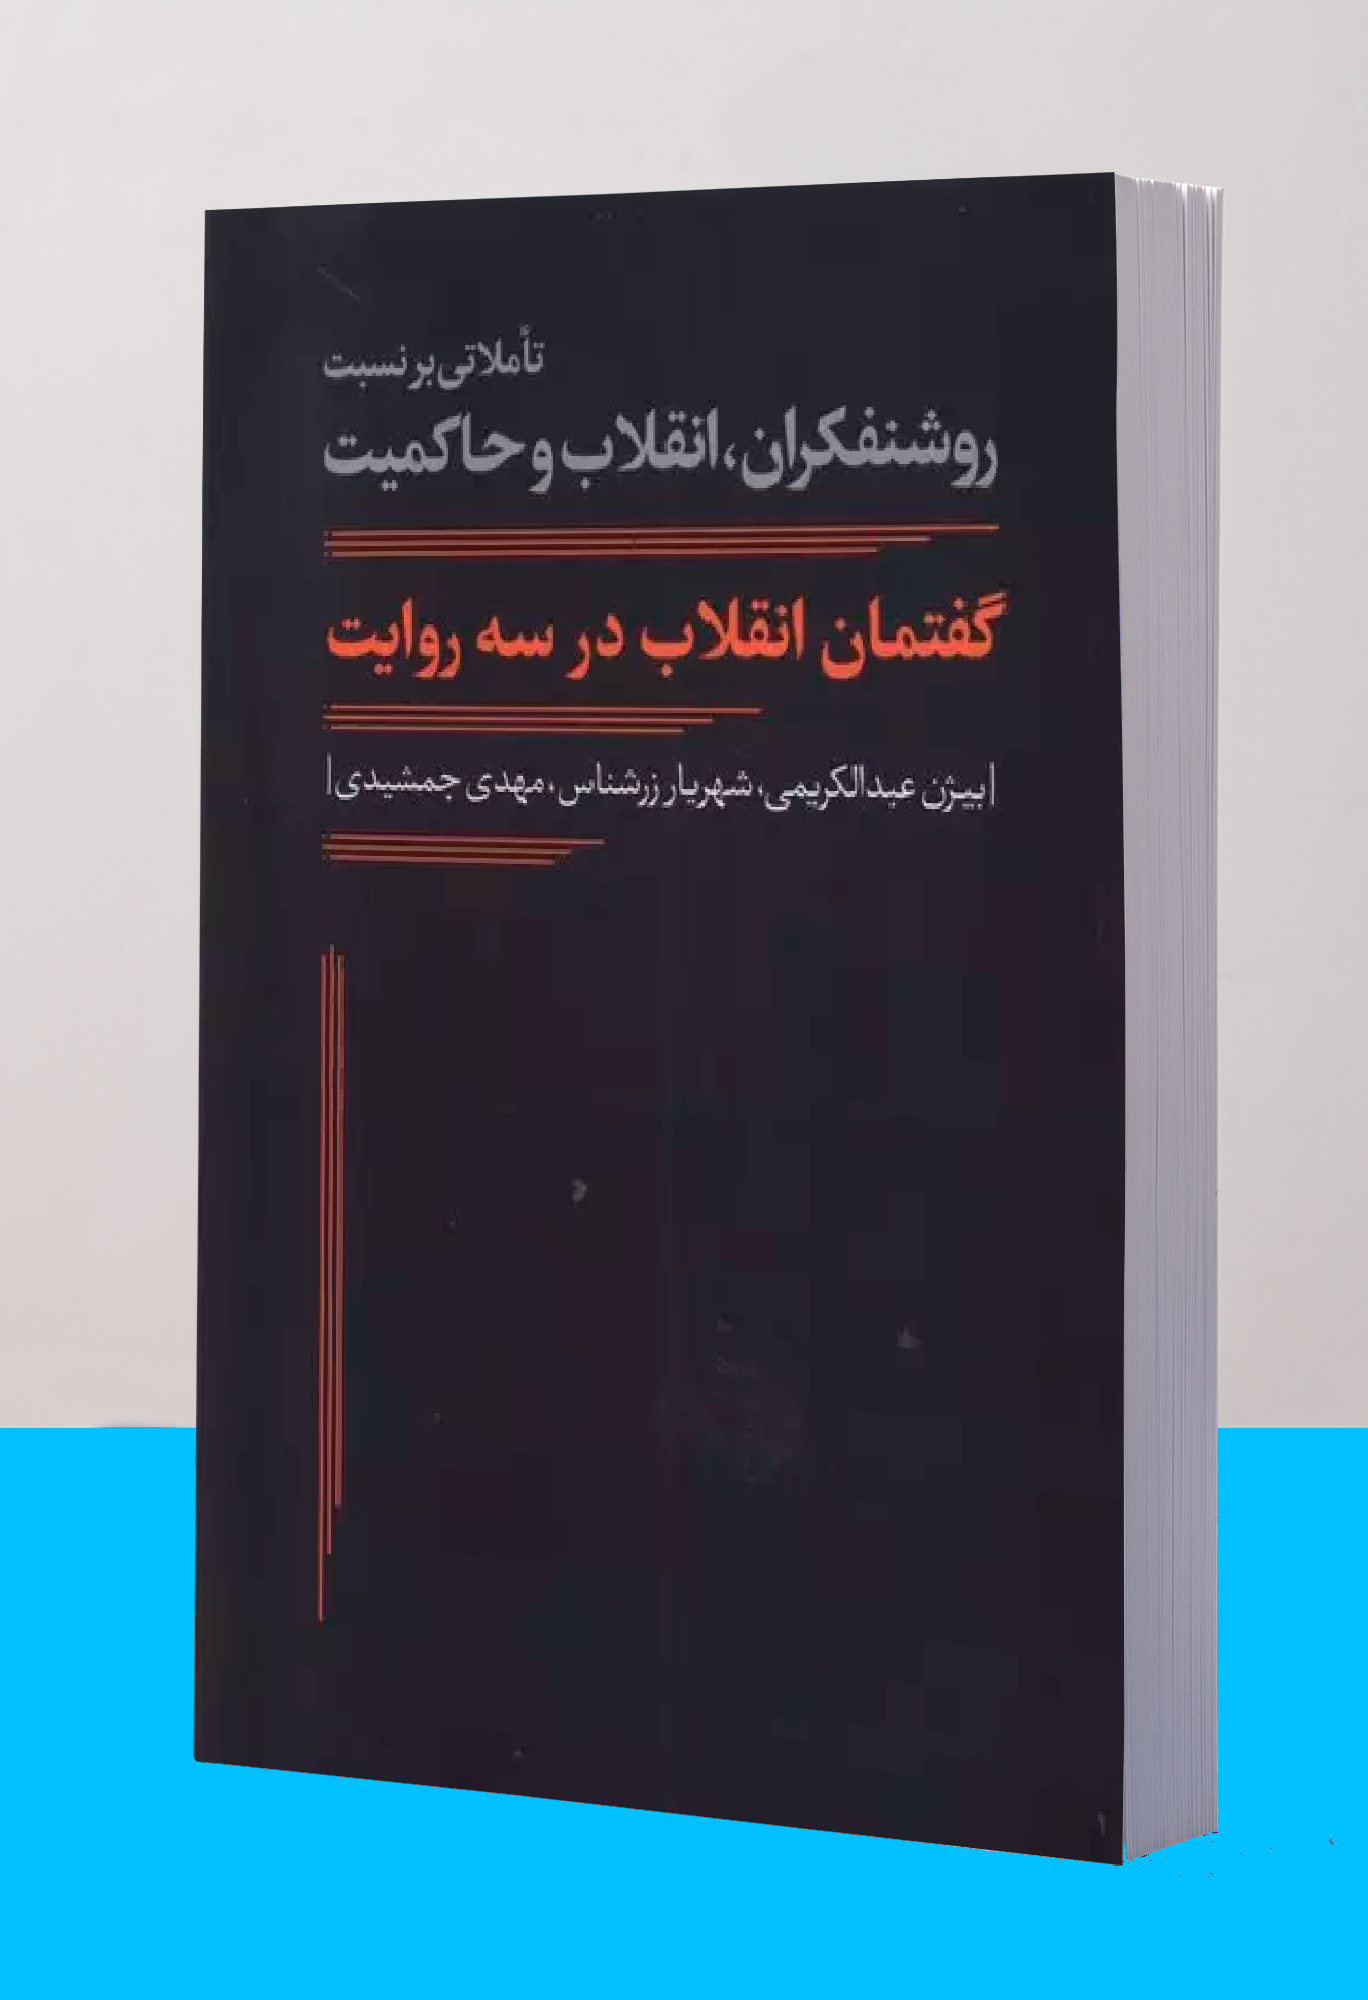 تأملاتی بر نسبت
روشنفکران، انقلاب و حاکمیت
گفتمان انقلاب در سه روایت
|بیژن عبدالکریمی، شهریار زرشناس، مهدی جمشیدی|